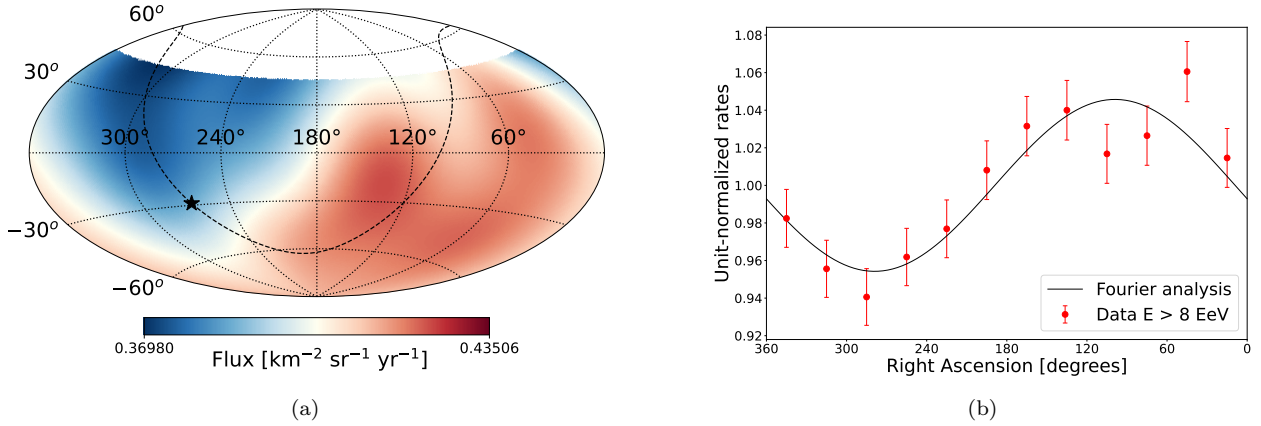 60°
30°
300° 240° 180° 120° 60°
−30°
−60°
0.36980 0.43506
Flux [km⁻² sr⁻¹ yr⁻¹]
(a)
1.08
1.06
1.04
1.02
1.00
0.98
0.96
0.94
0.92
Unit-normalized rates
Fourier analysis
Data E > 8 EeV
360 300 240 180 120 60 0
Right Ascension [degrees]
(b)